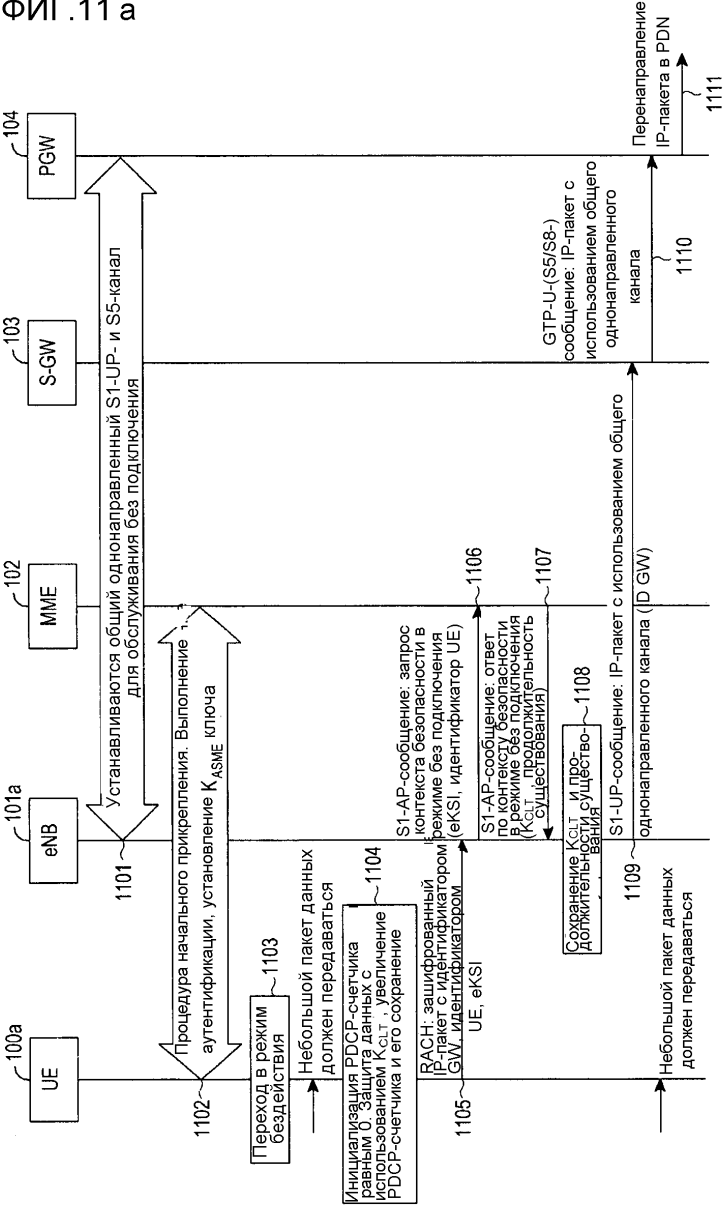 ФИГ.11 a
100a
UE
101a
eNB
102
MME
103
S-GW
104
PGW
1101
Устанавливаются общий однонаправленный S1-UP- и S5-канал
для обслуживания без подключения
1102
Процедура начального прикрепления. Выполнение
аутентификации, установление KASME ключа
1103
Переход в режим
бездействия
Небольшой пакет данных
должен передаваться
1104
Инициализация PDCP-счетчика
равным 0. Защита данных с
использованием KCLT, увеличение
PDCP-счетчика и его сохранение
1105
RACH: зашифрованный
IP-пакет с идентификатором
GW, идентификатором
UE, eKSI
S1-AP-сообщение: запрос
контекста безопасности в
режиме без подключения
(eKSI, идентификатор UE)
1106
S1-AP-сообщение: ответ
по контексту безопасности
в режиме без подключения
(KCLT, продолжительность
существования)
1107
Сохранение KCLT и про-
должительности существо-
вания
1108
S1-UP-сообщение: IP-пакет с использованием общего
однонаправленного канала (ID GW)
1109
GTP-U-(S5/S8-)
сообщение: IP-пакет с
использованием общего
однонаправленного
канала
1110
Перенаправление
IP-пакета в PDN
1111
Небольшой пакет данных
должен передаваться